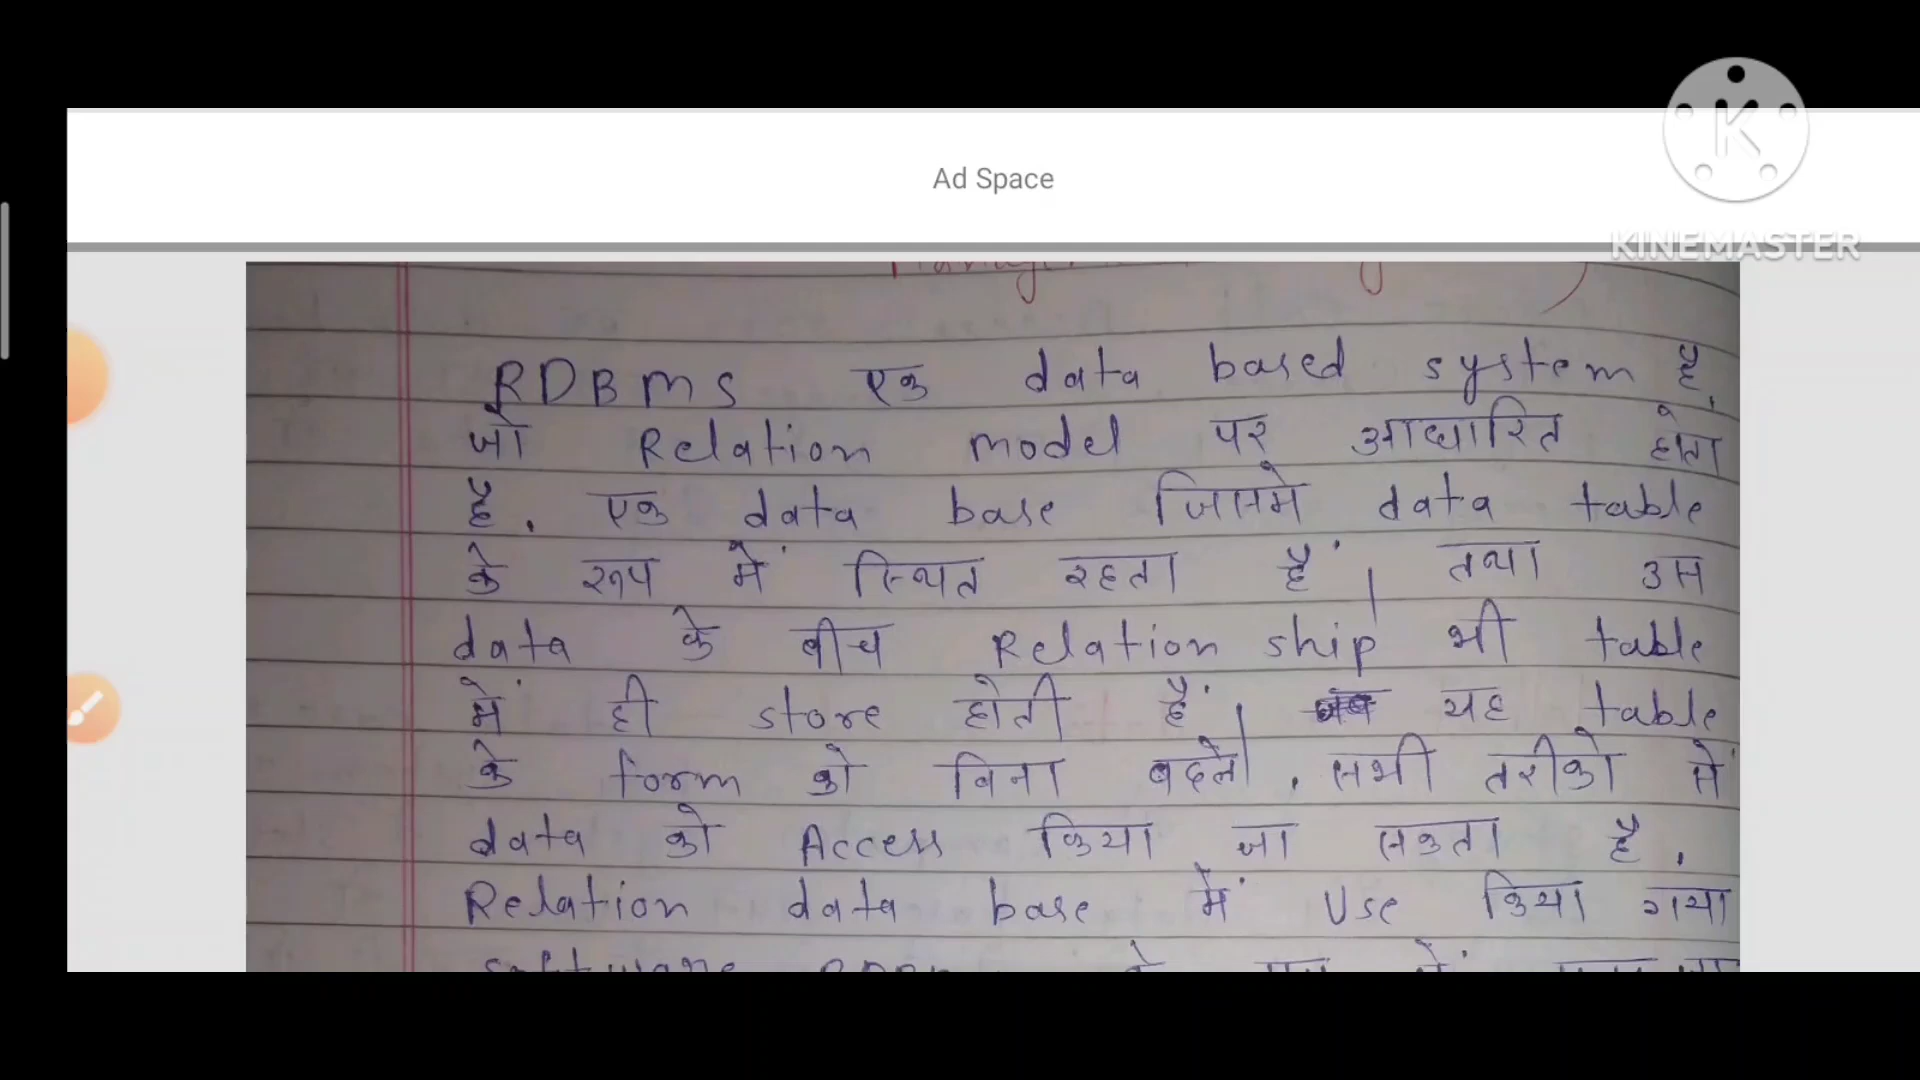 Ad Space
KINEMASTER
RDBMS एक data based system है,
जो Relation model पर आधारित होता
है. एक data base जिसमे data table
के रूप में स्थित रहता हैं। तथा उस
data के बीच Relation ship भी table
में ही store होती हैं। यह table
के form को बिना बदले. सभी तरीको से
data को Access किया जा सकता है.
Relation data base में Use किया गया